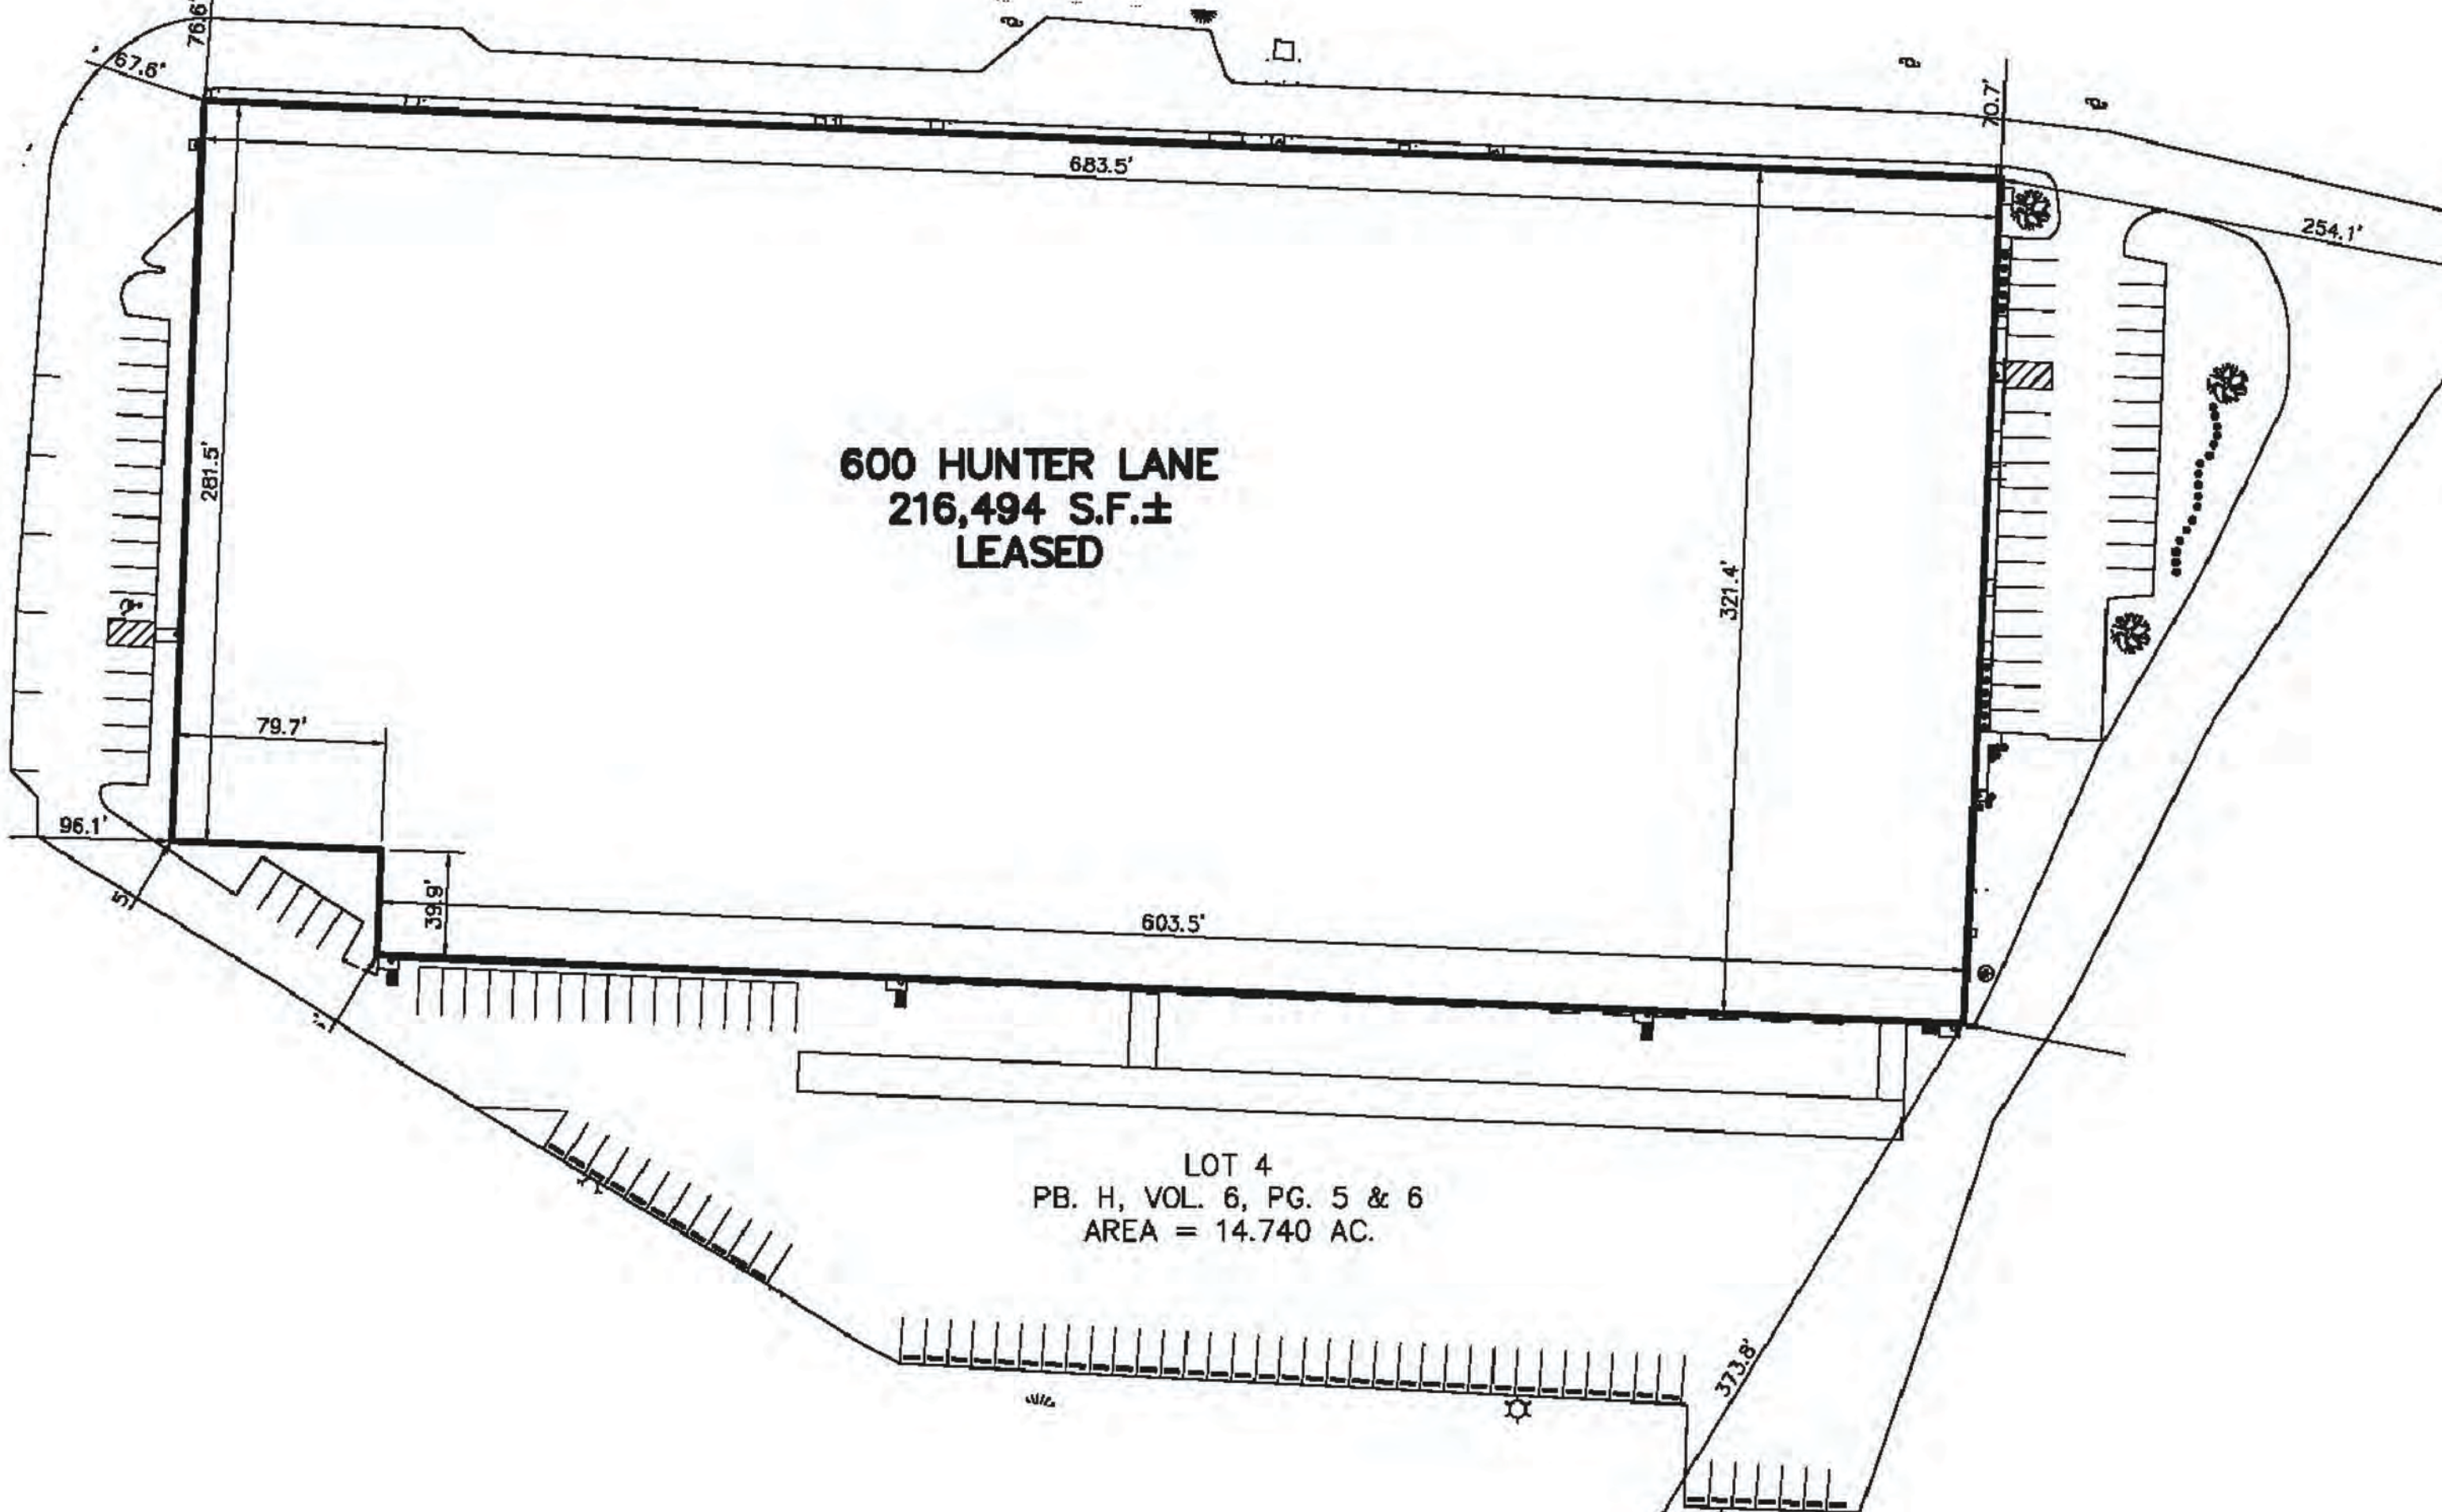 76.6'
67.6'
70.7'
683.5'
254.1'
600 HUNTER LANE
216,494 S.F.±
LEASED
281.5'
321.4'
79.7'
96.1'
39.9'
603.5'
LOT 4
PB. H, VOL. 6, PG. 5 & 6
AREA = 14.740 AC.
373.8'